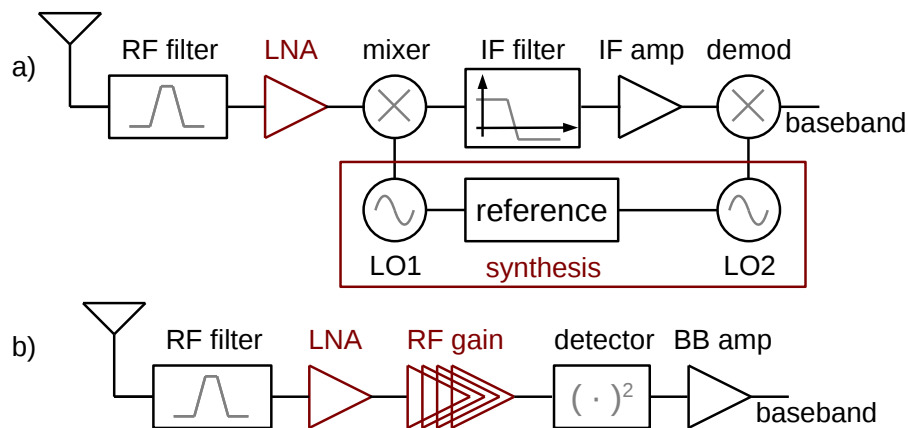 a)
RF filter
LNA
mixer
IF filter
IF amp
demod
baseband
reference
LO1
synthesis
LO2
b)
RF filter
LNA
RF gain
detector
BB amp
( · )²
baseband